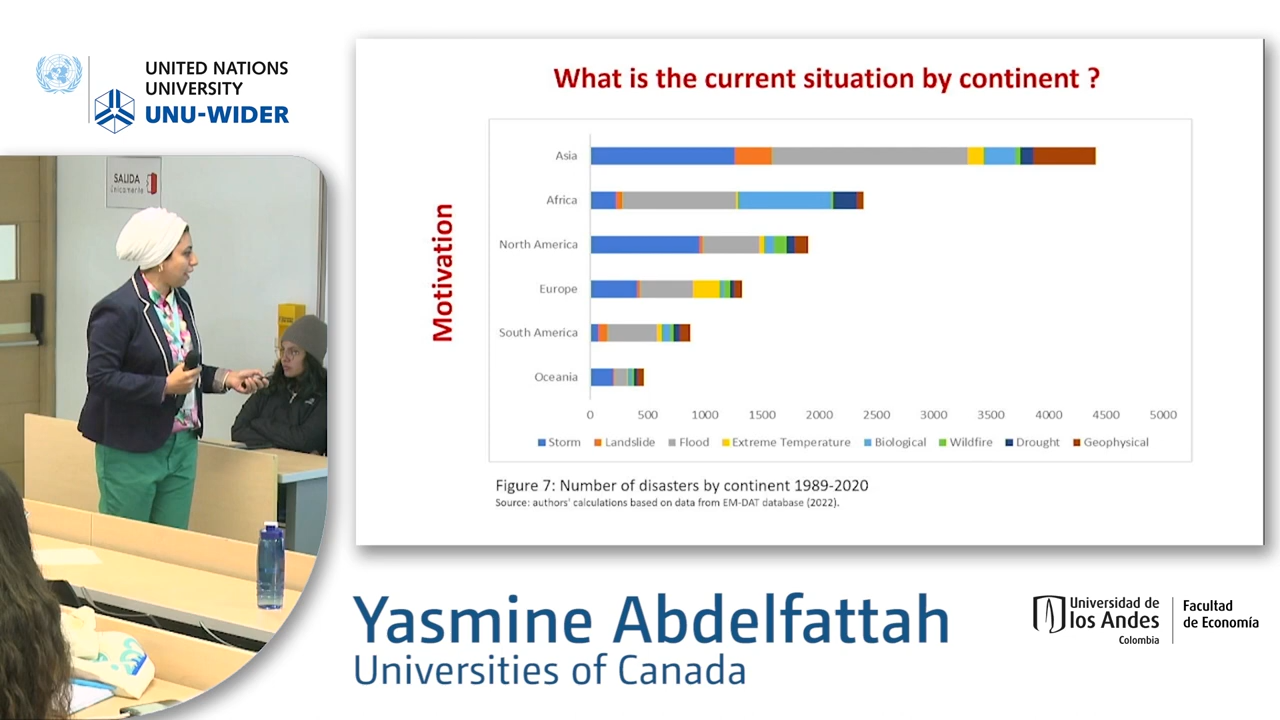 UNITED NATIONS
UNIVERSITY
UNU-WIDER
SALIDA
únicamente
What is the current situation by continent ?
Motivation
Asia
Africa
North America
Europe
South America
Oceania
0 500 1000 1500 2000 2500 3000 3500 4000 4500 5000
Storm Landslide Flood Extreme Temperature Biological Wildfire Drought Geophysical
Figure 7: Number of disasters by continent 1989-2020
Source: authors' calculations based on data from EM-DAT database (2022).
Yasmine Abdelfattah
Universities of Canada
Universidad de
los Andes
Colombia
Facultad
de Economía